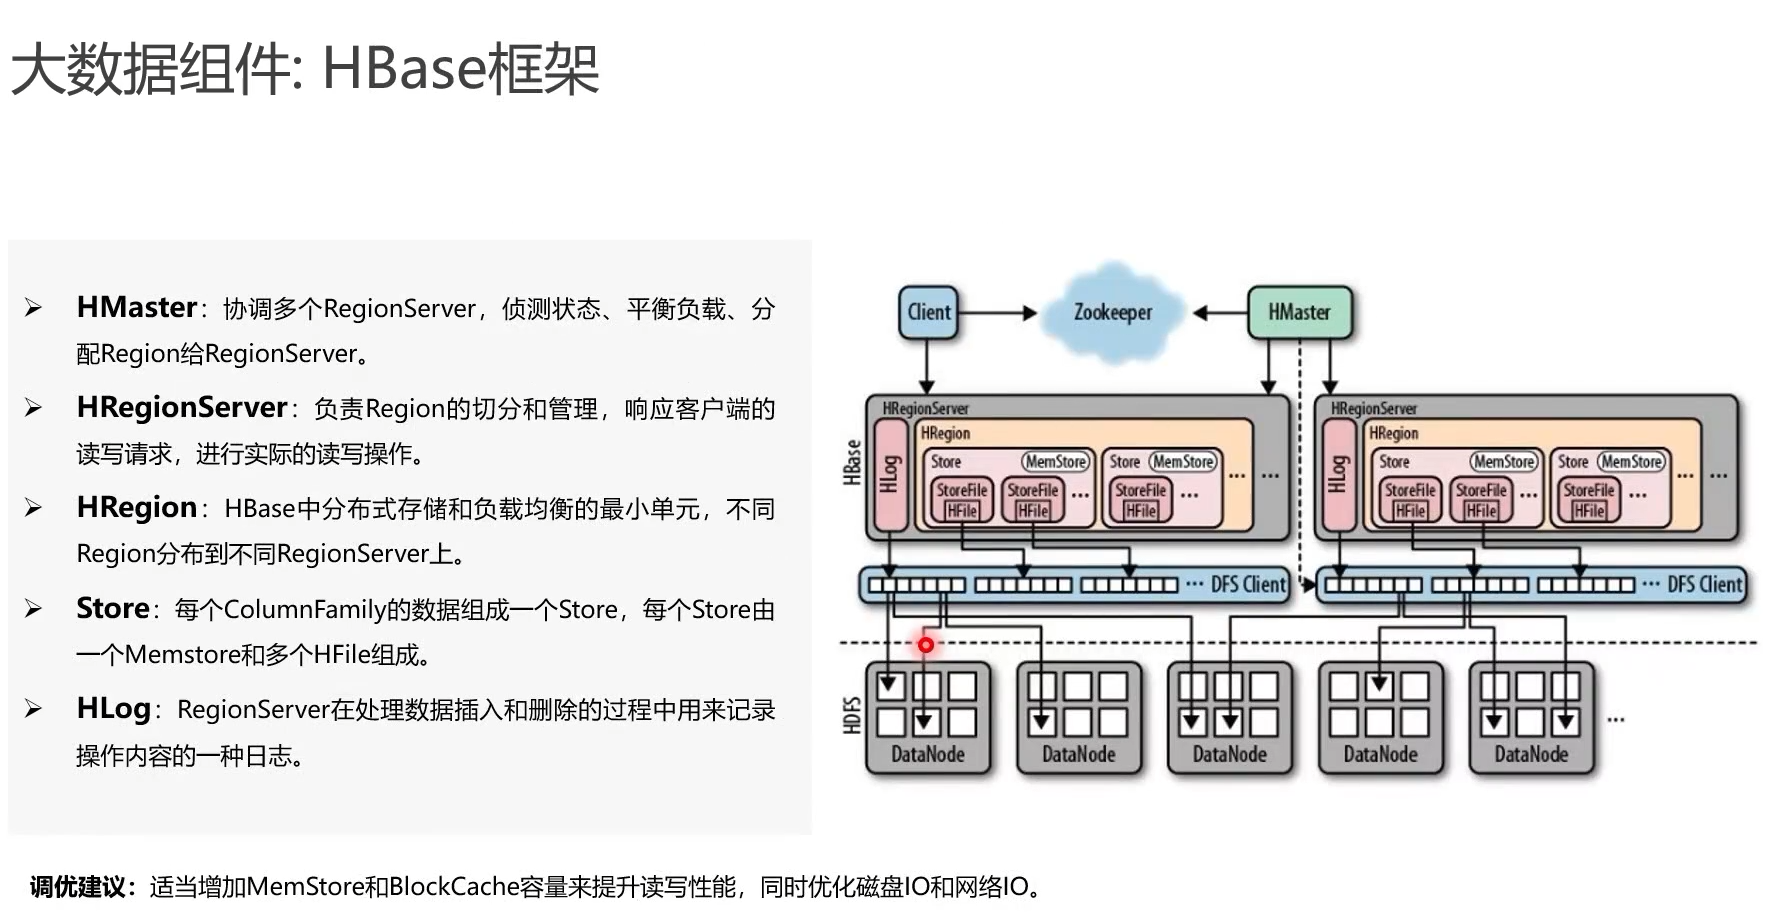 大数据组件: HBase框架
HMaster：协调多个RegionServer，侦测状态、平衡负载、分
配Region给RegionServer。
HRegionServer：负责Region的切分和管理，响应客户端的
读写请求，进行实际的读写操作。
HRegion：HBase中分布式存储和负载均衡的最小单元，不同
Region分布到不同RegionServer上。
Store：每个ColumnFamily的数据组成一个Store，每个Store由
一个Memstore和多个HFile组成。
HLog：RegionServer在处理数据插入和删除的过程中用来记录
操作内容的一种日志。
Client
Zookeeper
HMaster
HBase
HRegionServer
HLog
HRegion
Store
MemStore
StoreFile
HFile
StoreFile
HFile
...
Store
MemStore
StoreFile
HFile
...
...
...
HRegionServer
HLog
HRegion
Store
MemStore
StoreFile
HFile
StoreFile
HFile
...
Store
MemStore
StoreFile
HFile
...
...
...
... DFS Client
... DFS Client
HDFS
DataNode
DataNode
DataNode
DataNode
DataNode
...
调优建议：适当增加MemStore和BlockCache容量来提升读写性能，同时优化磁盘IO和网络IO。